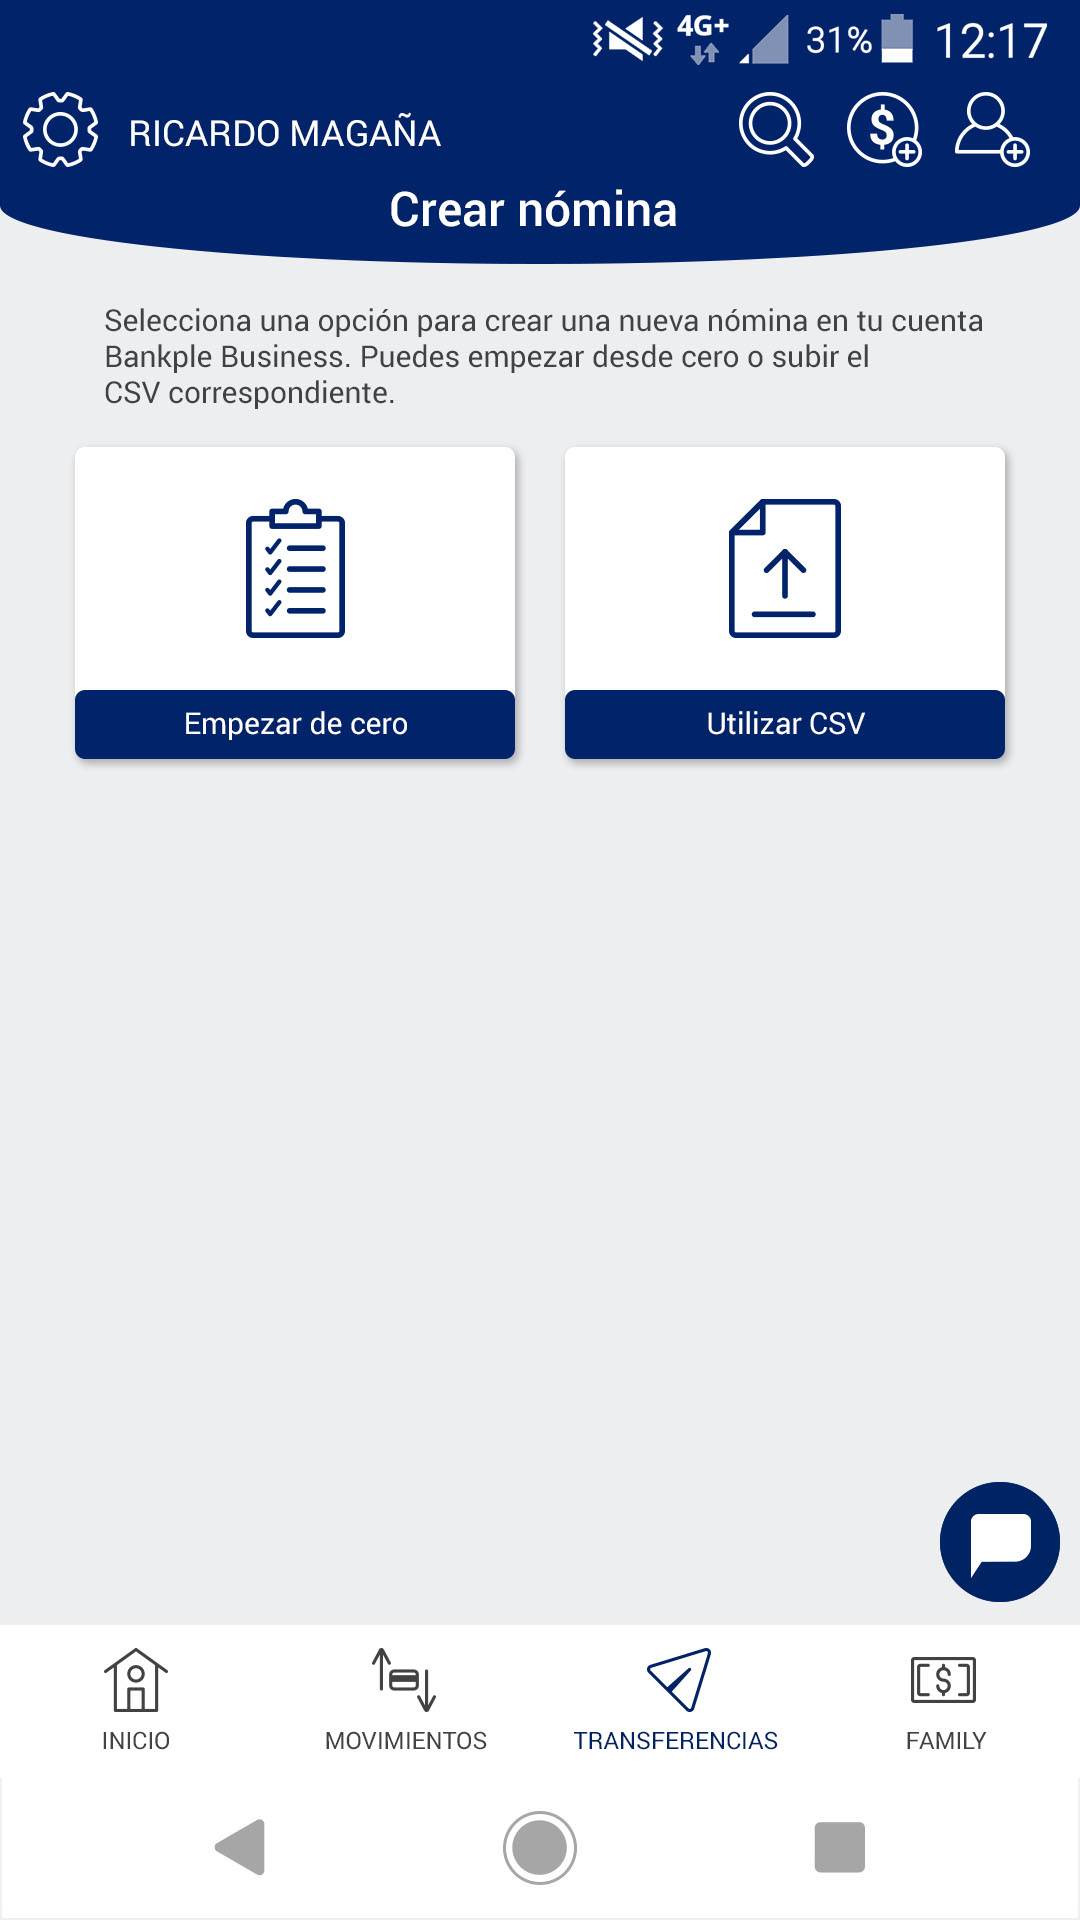 4G+ 31% 12:17
RICARDO MAGAÑA
Crear nómina
Selecciona una opción para crear una nueva nómina en tu cuenta
Bankple Business. Puedes empezar desde cero o subir el
CSV correspondiente.
Empezar de cero
Utilizar CSV
INICIO
MOVIMIENTOS
TRANSFERENCIAS
FAMILY